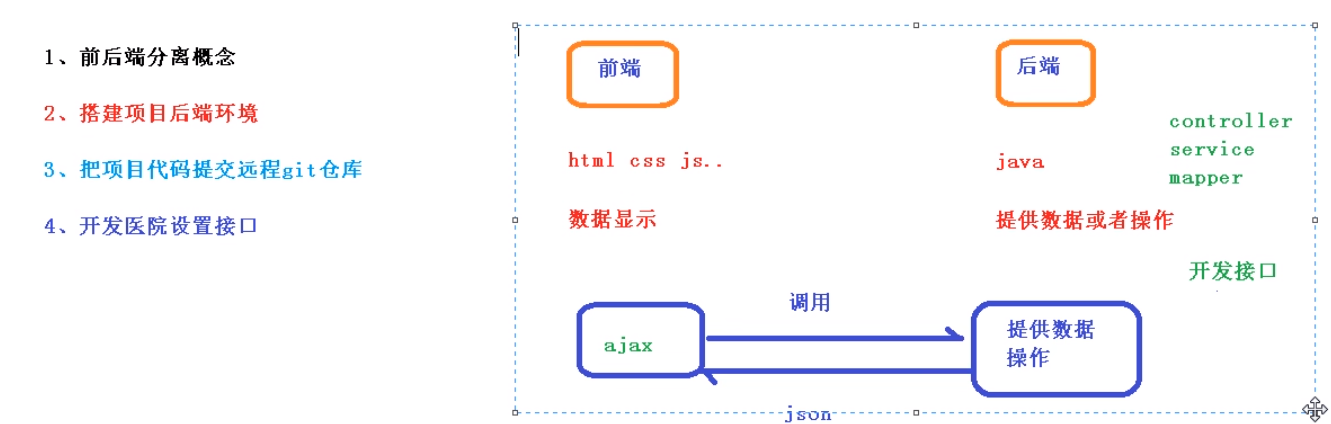 1、前后端分离概念
2、搭建项目后端环境
3、把项目代码提交远程git仓库
4、开发医院设置接口
前端
后端
html css js..
java
controller
service
mapper
数据显示
提供数据或者操作
开发接口
调用
ajax
提供数据
操作
json